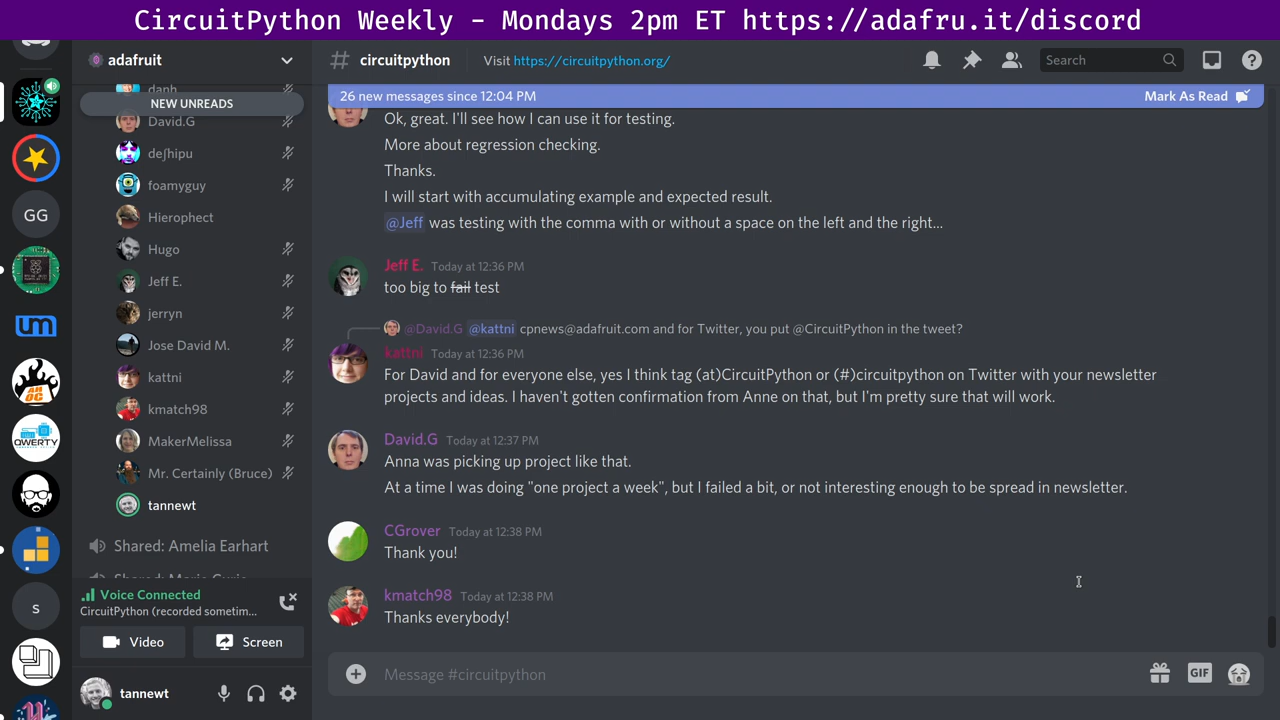 CircuitPython Weekly - Mondays 2pm ET https://adafru.it/discord
adafruit
# circuitpython
Visit https://circuitpython.org/
Search
danh
NEW UNREADS
David.G
deʃhipu
foamyguy
Hierophect
Hugo
Jeff E.
jerryn
Jose David M.
kattni
kmatch98
MakerMelissa
Mr. Certainly (Bruce)
tannewt
Shared: Amelia Earhart
Shared: Marie Curie
Voice Connected
CircuitPython (recorded sometim...
Video
Screen
tannewt
GG
um
AHOC
QWERTY
s
26 new messages since 12:04 PM
Mark As Read
Ok, great. I'll see how I can use it for testing.
More about regression checking.
Thanks.
I will start with accumulating example and expected result.
@Jeff was testing with the comma with or without a space on the left and the right...
Jeff E. Today at 12:36 PM
too big to fail test
@David.G @kattni cpnews@adafruit.com and for Twitter, you put @CircuitPython in the tweet?
kattni Today at 12:36 PM
For David and for everyone else, yes I think tag (at)CircuitPython or (#)circuitpython on Twitter with your newsletter
projects and ideas. I haven't gotten confirmation from Anne on that, but I'm pretty sure that will work.
David.G Today at 12:37 PM
Anna was picking up project like that.
At a time I was doing "one project a week", but I failed a bit, or not interesting enough to be spread in newsletter.
CGrover Today at 12:38 PM
Thank you!
kmatch98 Today at 12:38 PM
Thanks everybody!
Message #circuitpython
GIF